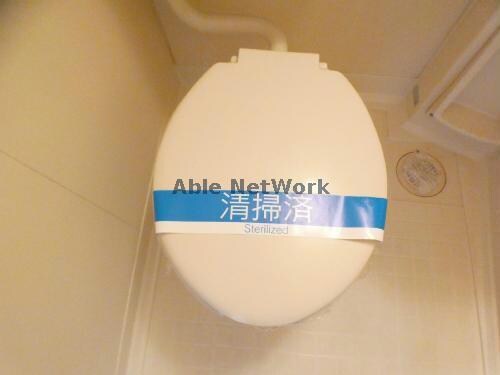 Able NetWork
清掃済
Sterilized